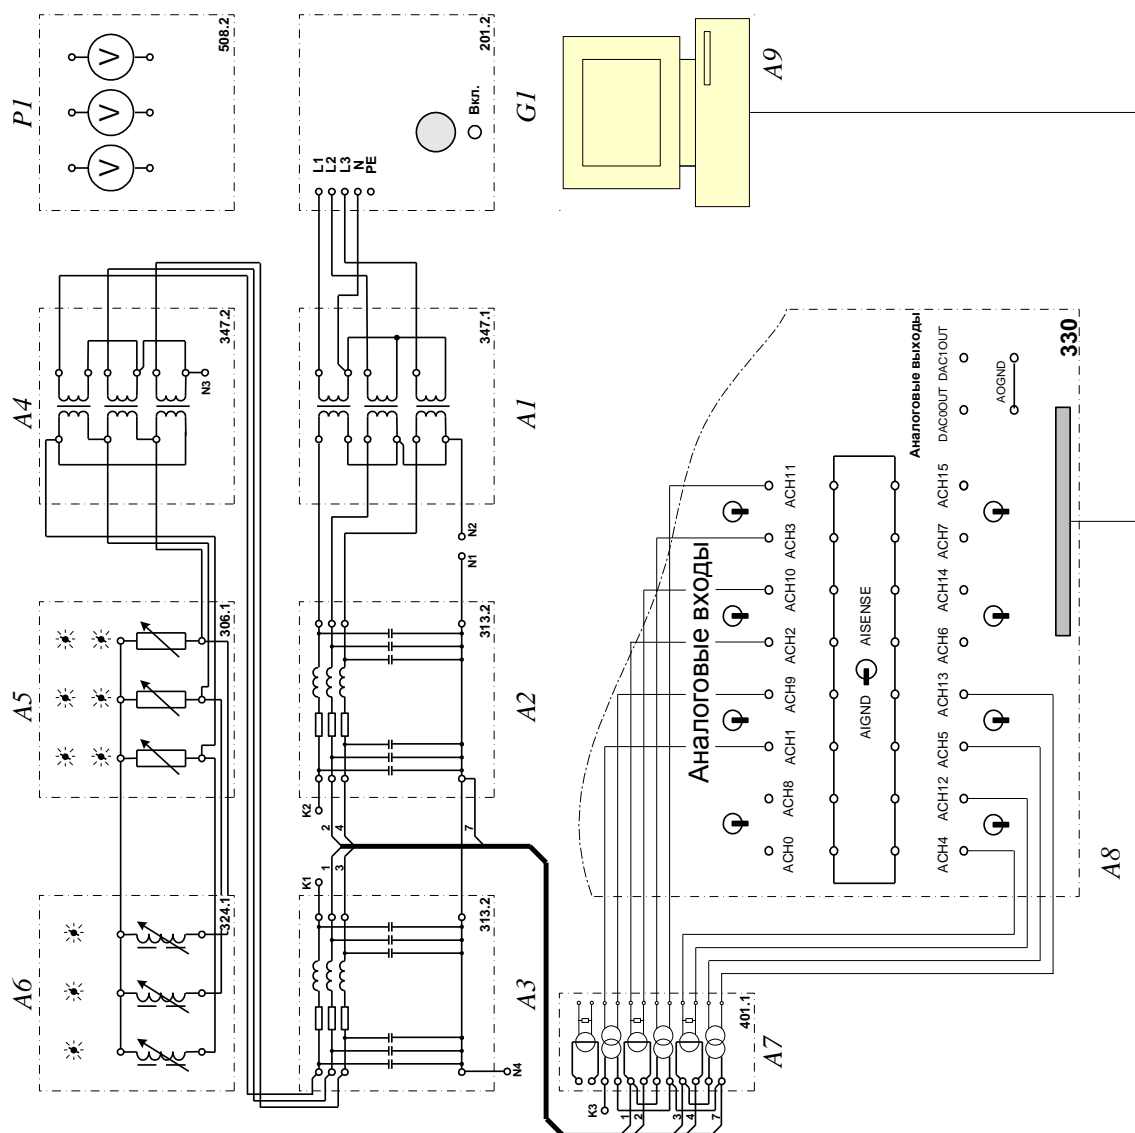 P1
508.2
V
V
V
201.2
Вкл.
L1
L2
L3
N
PE
G1
A9
A4
347.2
N3
347.1
A1
N2
N1
A5
306.1
313.2
A2
K2
2
4
7
K1
1
3
A6
324.1
313.2
A3
N4
330
Аналоговые выходы
DAC0OUT
DAC1OUT
AOGND
Аналоговые входы
ACH0
ACH8
ACH1
ACH9
ACH2
ACH10
ACH3
ACH11
AIGND
AISENSE
ACH4
ACH12
ACH5
ACH13
ACH6
ACH14
ACH7
ACH15
A8
401.1
A7
K3
1
2
3
4
7